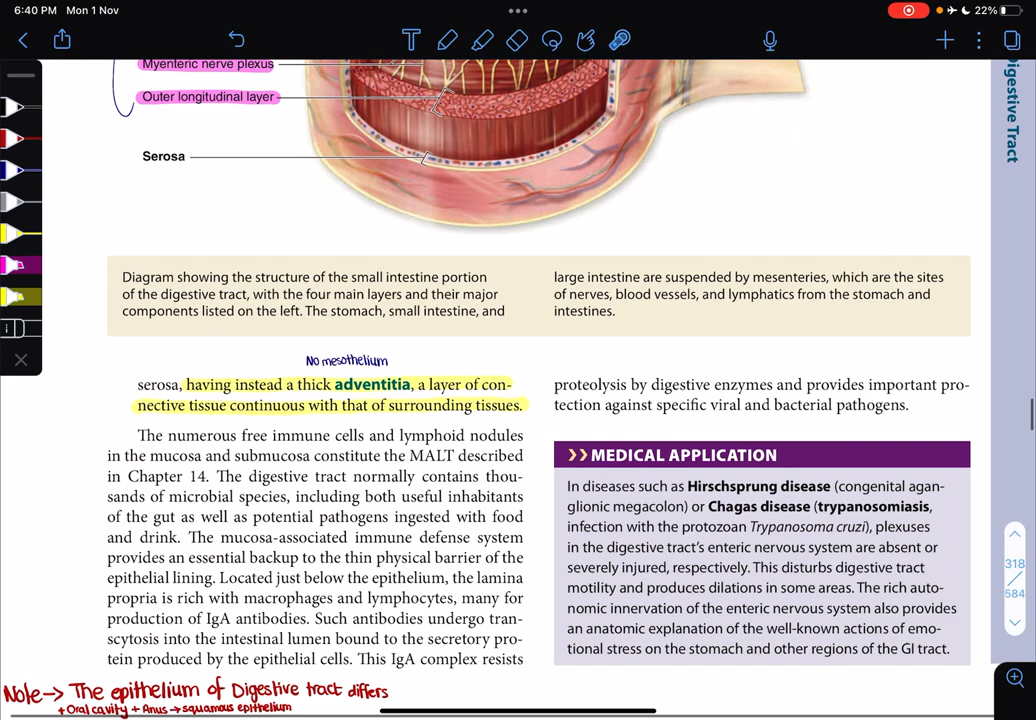 6:40 PM Mon 1 Nov
22%
Digestive Tract
Myenteric nerve plexus
Outer longitudinal layer
Serosa
Diagram showing the structure of the small intestine portion
of the digestive tract, with the four main layers and their major
components listed on the left. The stomach, small intestine, and
large intestine are suspended by mesenteries, which are the sites
of nerves, blood vessels, and lymphatics from the stomach and
intestines.
No mesothelium
serosa, having instead a thick adventitia, a layer of con-
nective tissue continuous with that of surrounding tissues.
The numerous free immune cells and lymphoid nodules
in the mucosa and submucosa constitute the MALT described
in Chapter 14. The digestive tract normally contains thou-
sands of microbial species, including both useful inhabitants
of the gut as well as potential pathogens ingested with food
and drink. The mucosa-associated immune defense system
provides an essential backup to the thin physical barrier of the
epithelial lining. Located just below the epithelium, the lamina
propria is rich with macrophages and lymphocytes, many for
production of IgA antibodies. Such antibodies undergo tran-
scytosis into the intestinal lumen bound to the secretory pro-
tein produced by the epithelial cells. This IgA complex resists
proteolysis by digestive enzymes and provides important pro-
tection against specific viral and bacterial pathogens.
›› MEDICAL APPLICATION
In diseases such as Hirschsprung disease (congenital agan-
glionic megacolon) or Chagas disease (trypanosomiasis,
infection with the protozoan Trypanosoma cruzi), plexuses
in the digestive tract's enteric nervous system are absent or
severely injured, respectively. This disturbs digestive tract
motility and produces dilations in some areas. The rich auto-
nomic innervation of the enteric nervous system also provides
an anatomic explanation of the well-known actions of emo-
tional stress on the stomach and other regions of the GI tract.
318
584
Note → The epithelium of Digestive tract differs
+ Oral cavity + Anus → squamous epithelium